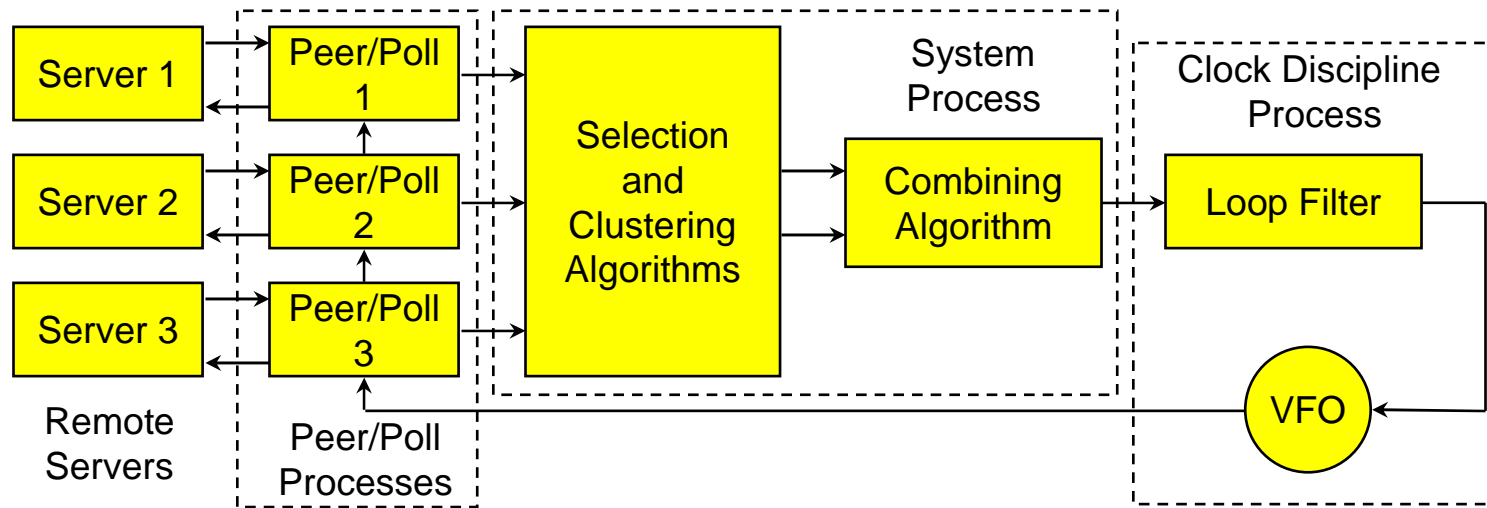 Server 1
Peer/Poll
1
Server 2
Peer/Poll
2
Server 3
Peer/Poll
3
Remote
Servers
Peer/Poll
Processes
Selection
and
Clustering
Algorithms
System
Process
Combining
Algorithm
Clock Discipline
Process
Loop Filter
VFO